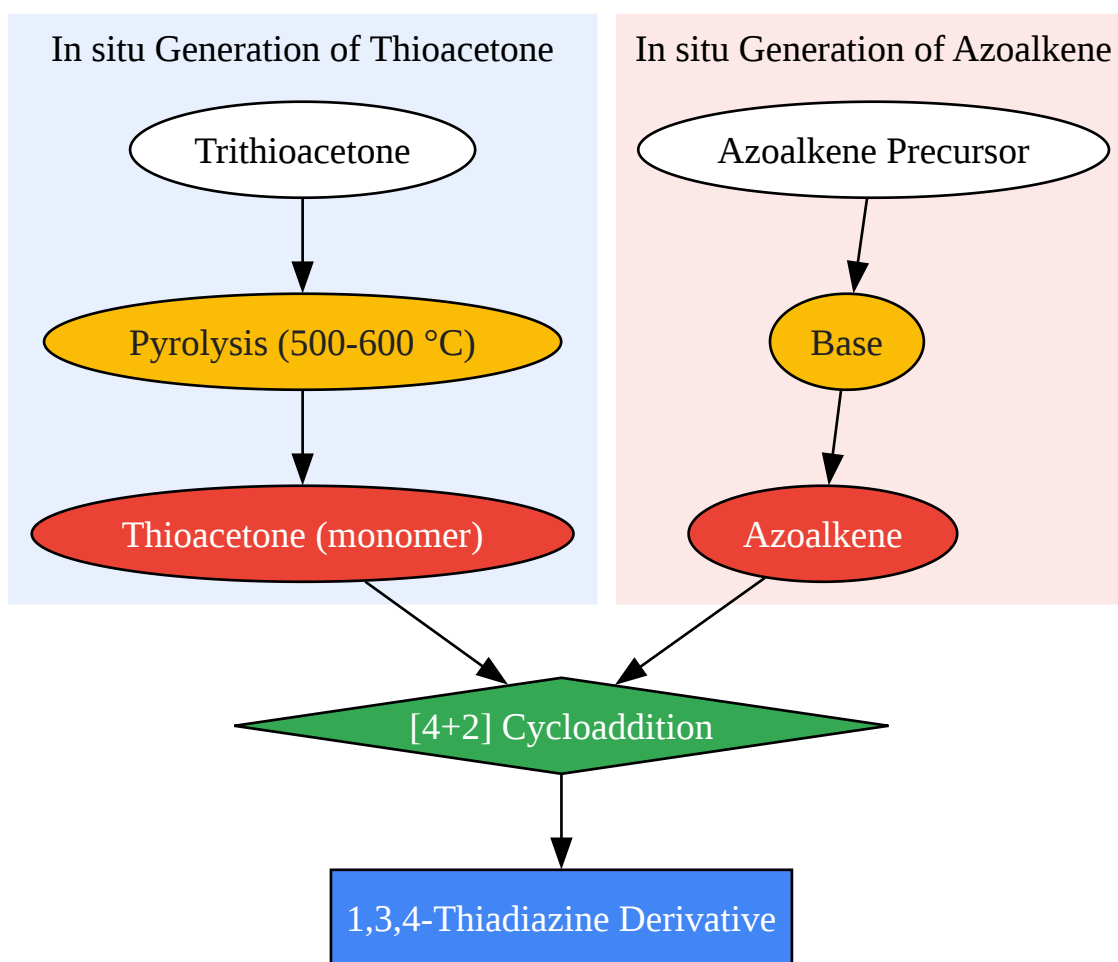 In situ Generation of Thioacetone
In situ Generation of Azoalkene
Trithioacetone
Azoalkene Precursor
Pyrolysis (500-600 °C)
Base
Thioacetone (monomer)
Azoalkene
[4+2] Cycloaddition
1,3,4-Thiadiazine Derivative